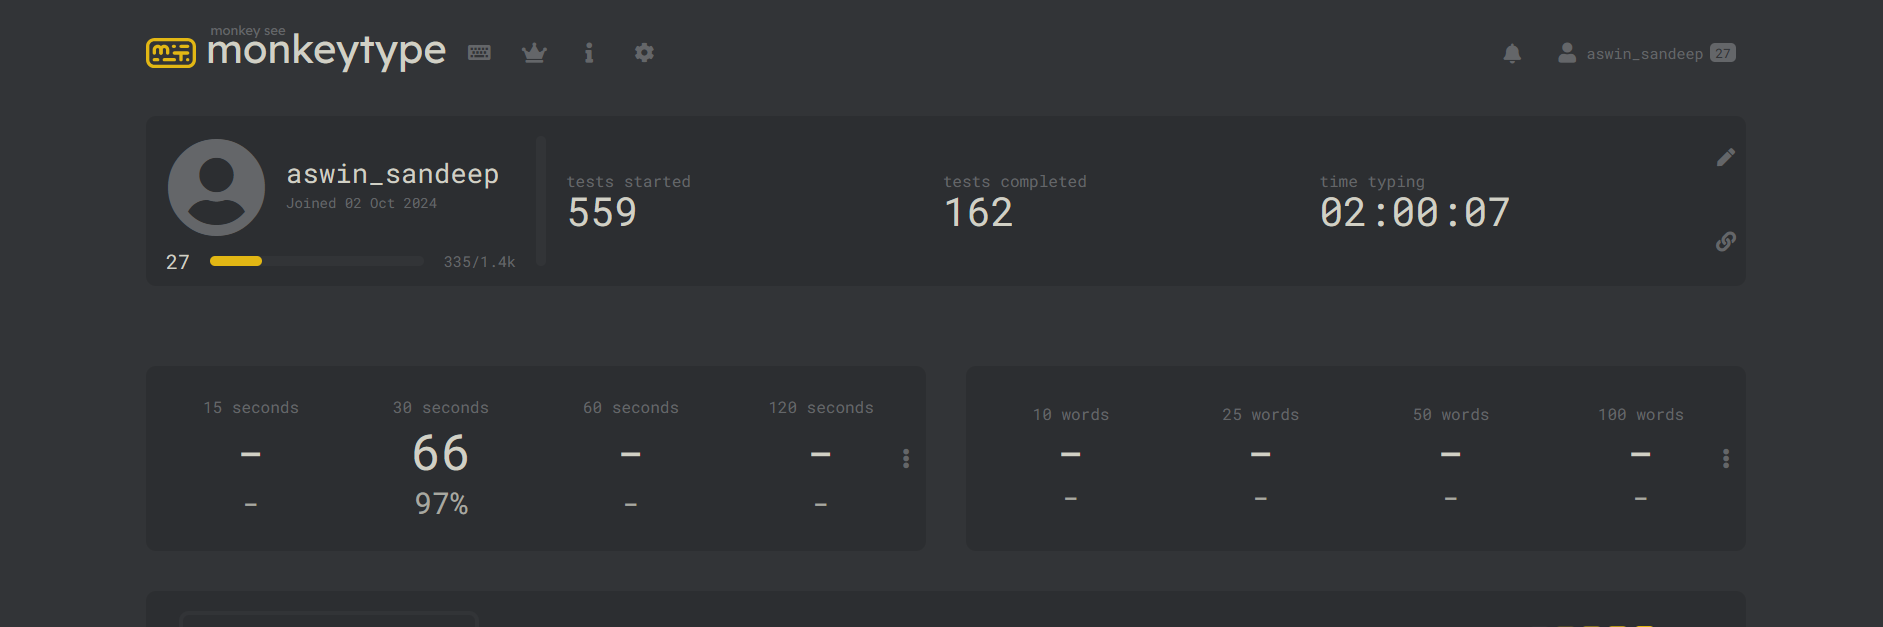 monkey see
monkeytype
aswin_sandeep 27
aswin_sandeep
Joined 02 Oct 2024
27 335/1.4k
tests started
559
tests completed
162
time typing
02:00:07
15 seconds 30 seconds 60 seconds 120 seconds
- 66 - -
- 97% - -
10 words 25 words 50 words 100 words
- - - -
- - - -